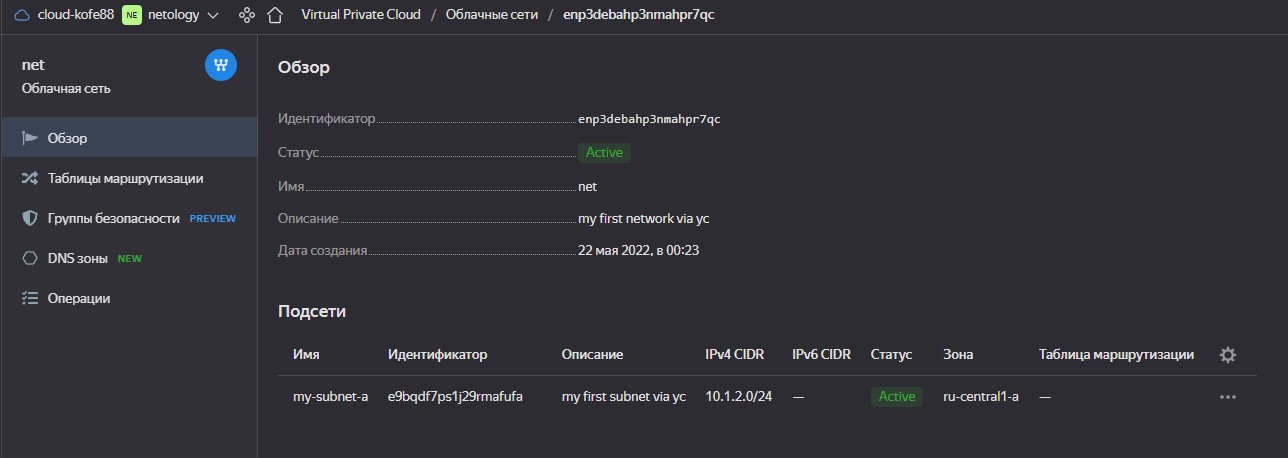 cloud-kofe88 NE netology Virtual Private Cloud / Облачные сети / enp3debahp3nmahpr7qc
net
Облачная сеть
Обзор
Таблицы маршрутизации
Группы безопасности PREVIEW
DNS зоны NEW
Операции
Обзор
Идентификатор enp3debahp3nmahpr7qc
Статус Active
Имя net
Описание my first network via yc
Дата создания 22 мая 2022, в 00:23
Подсети
Имя Идентификатор Описание IPv4 CIDR IPv6 CIDR Статус Зона Таблица маршрутизации
my-subnet-a e9bqdf7ps1j29rmafufa my first subnet via yc 10.1.2.0/24 — Active ru-central1-a —